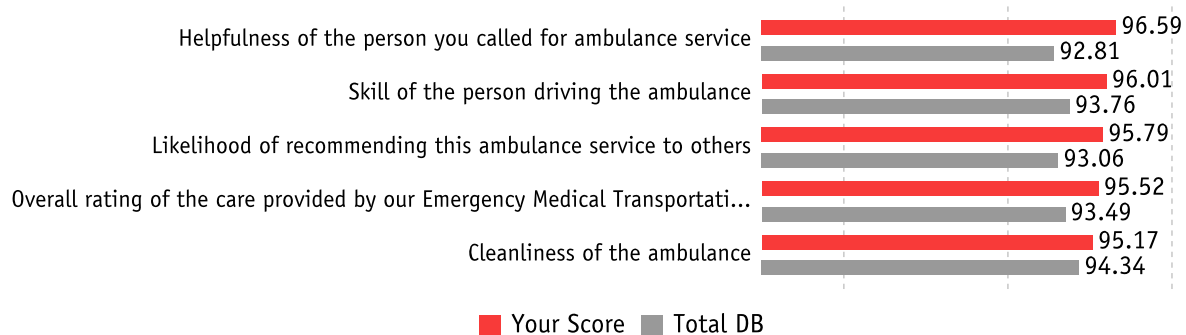 Helpfulness of the person you called for ambulance service
96.59
92.81
Skill of the person driving the ambulance
96.01
93.76
Likelihood of recommending this ambulance service to others
95.79
93.06
Overall rating of the care provided by our Emergency Medical Transportati...
95.52
93.49
Cleanliness of the ambulance
95.17
94.34
Your Score
Total DB